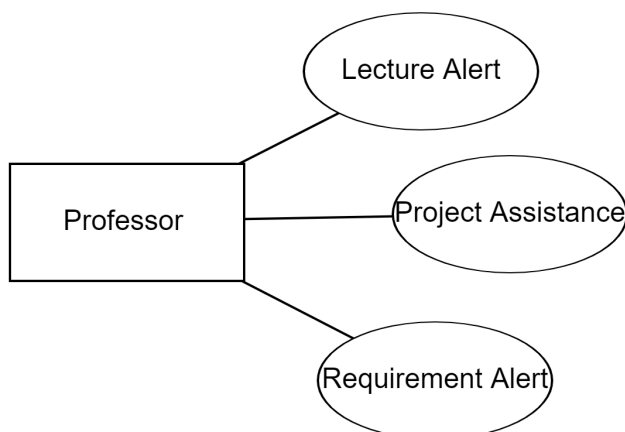 Lecture Alert
Professor
Project Assistance
Requirement Alert